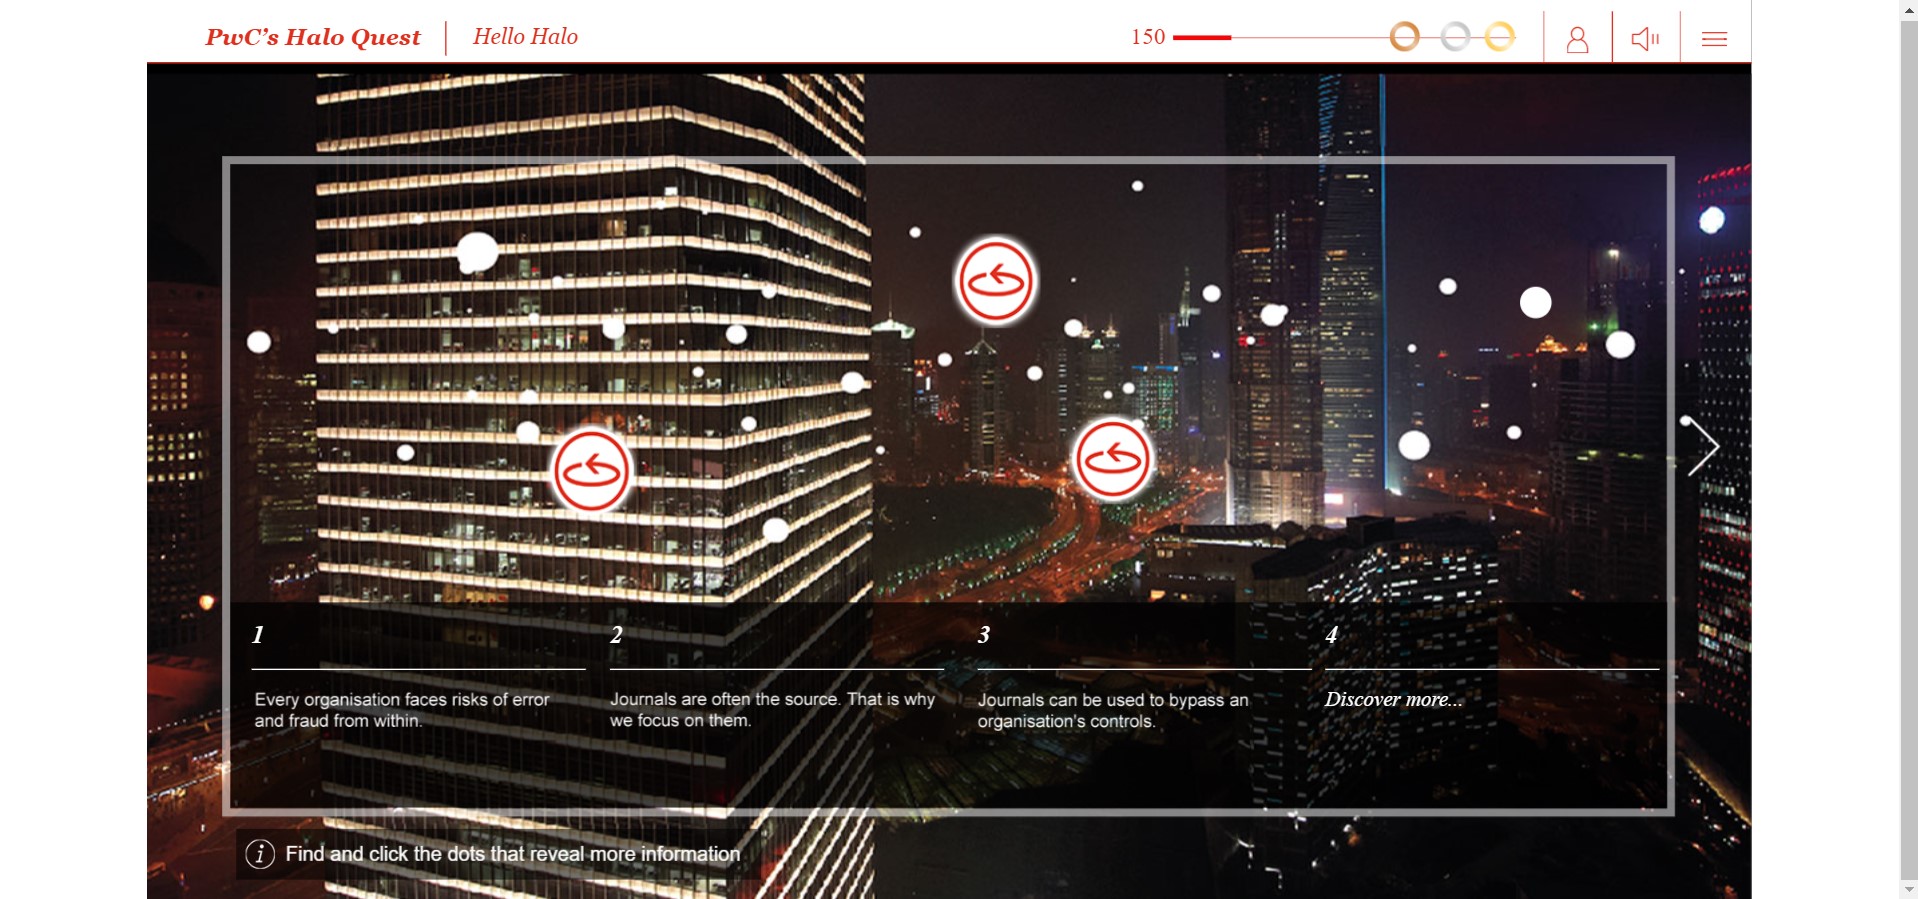 PwC's Halo Quest
Hello Halo
150
1
Every organisation faces risks of error
and fraud from within.
2
Journals are often the source. That is why
we focus on them.
3
Journals can be used to bypass an
organisation's controls.
4
Discover more...
i Find and click the dots that reveal more information